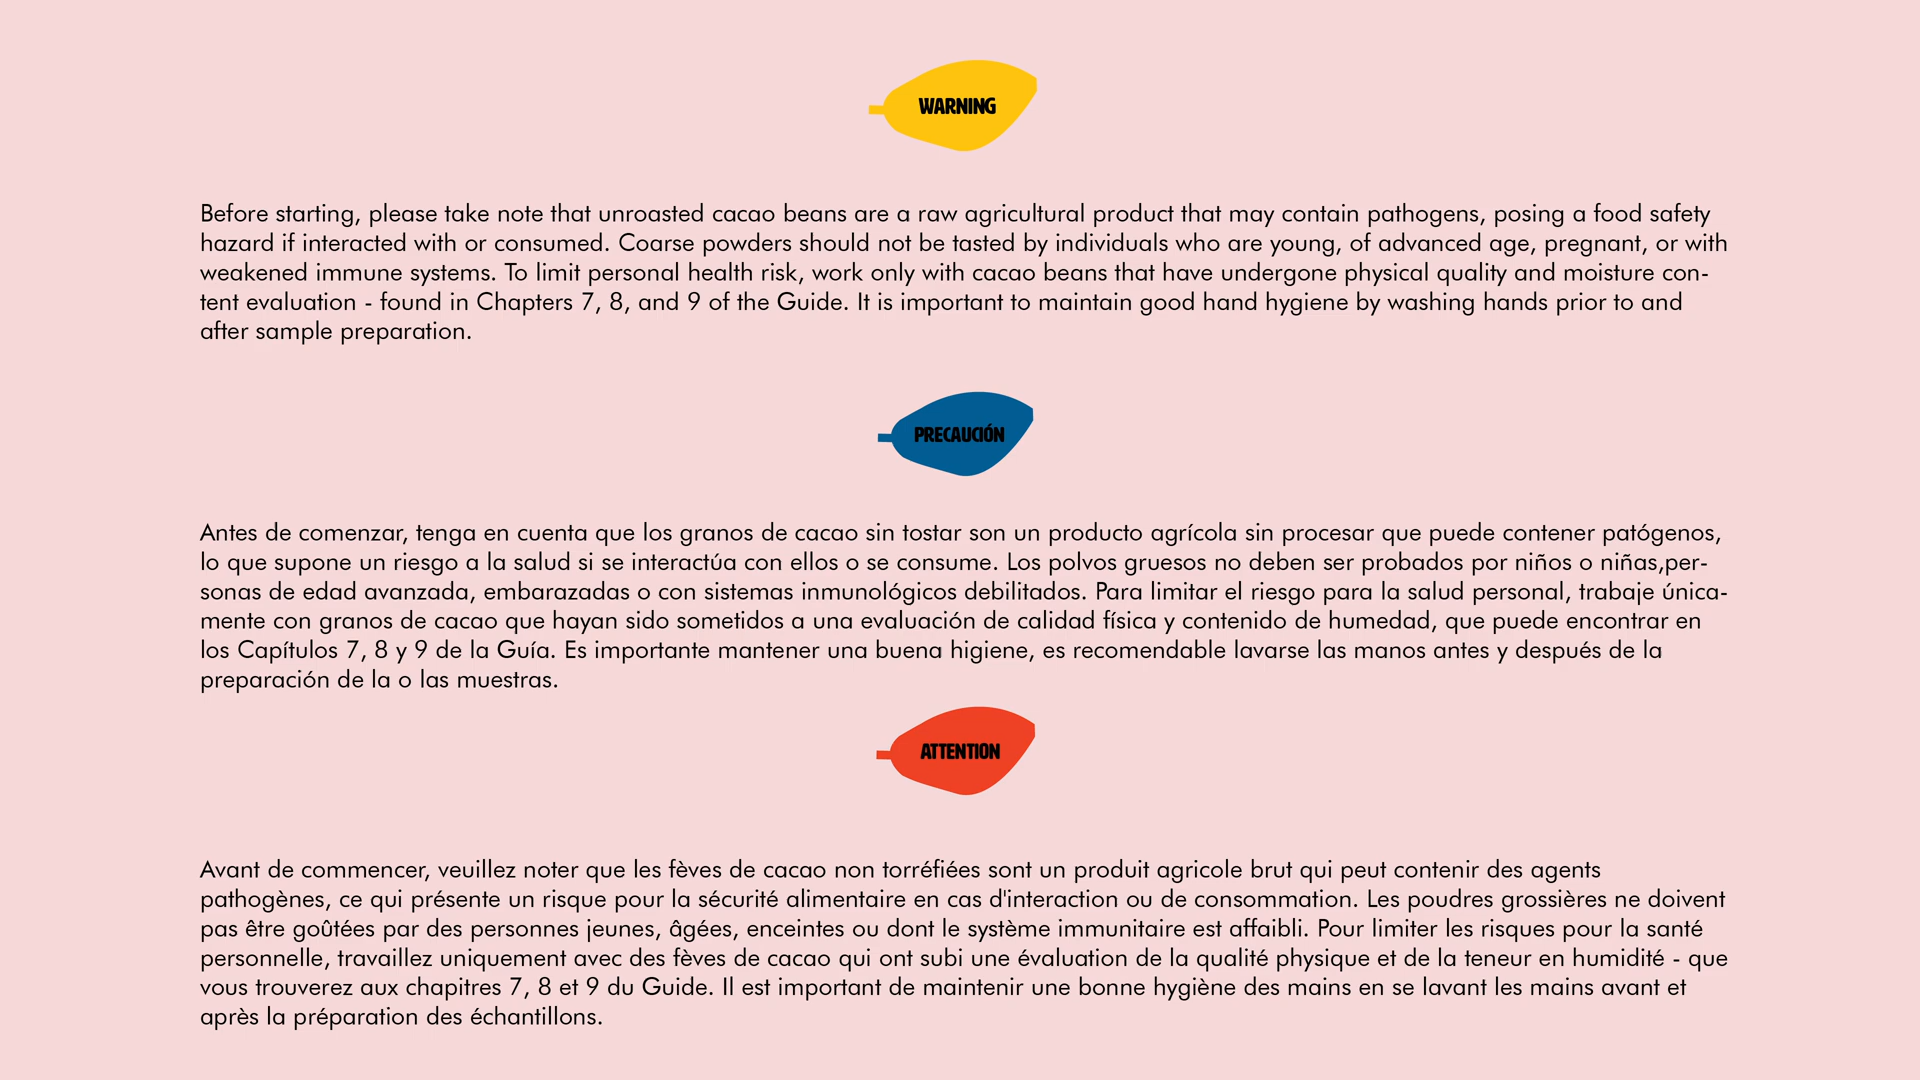 WARNING
Before starting, please take note that unroasted cacao beans are a raw agricultural product that may contain pathogens, posing a food safety
hazard if interacted with or consumed. Coarse powders should not be tasted by individuals who are young, of advanced age, pregnant, or with
weakened immune systems. To limit personal health risk, work only with cacao beans that have undergone physical quality and moisture con-
tent evaluation - found in Chapters 7, 8, and 9 of the Guide. It is important to maintain good hand hygiene by washing hands prior to and
after sample preparation.
PRECAUCIÓN
Antes de comenzar, tenga en cuenta que los granos de cacao sin tostar son un producto agrícola sin procesar que puede contener patógenos,
lo que supone un riesgo a la salud si se interactúa con ellos o se consume. Los polvos gruesos no deben ser probados por niños o niñas,per-
sonas de edad avanzada, embarazadas o con sistemas inmunológicos debilitados. Para limitar el riesgo para la salud personal, trabaje única-
mente con granos de cacao que hayan sido sometidos a una evaluación de calidad física y contenido de humedad, que puede encontrar en
los Capítulos 7, 8 y 9 de la Guía. Es importante mantener una buena higiene, es recomendable lavarse las manos antes y después de la
preparación de la o las muestras.
ATTENTION
Avant de commencer, veuillez noter que les fèves de cacao non torréfiées sont un produit agricole brut qui peut contenir des agents
pathogènes, ce qui présente un risque pour la sécurité alimentaire en cas d'interaction ou de consommation. Les poudres grossières ne doivent
pas être goûtées par des personnes jeunes, âgées, enceintes ou dont le système immunitaire est affaibli. Pour limiter les risques pour la santé
personnelle, travaillez uniquement avec des fèves de cacao qui ont subi une évaluation de la qualité physique et de la teneur en humidité - que
vous trouverez aux chapitres 7, 8 et 9 du Guide. Il est important de maintenir une bonne hygiène des mains en se lavant les mains avant et
après la préparation des échantillons.